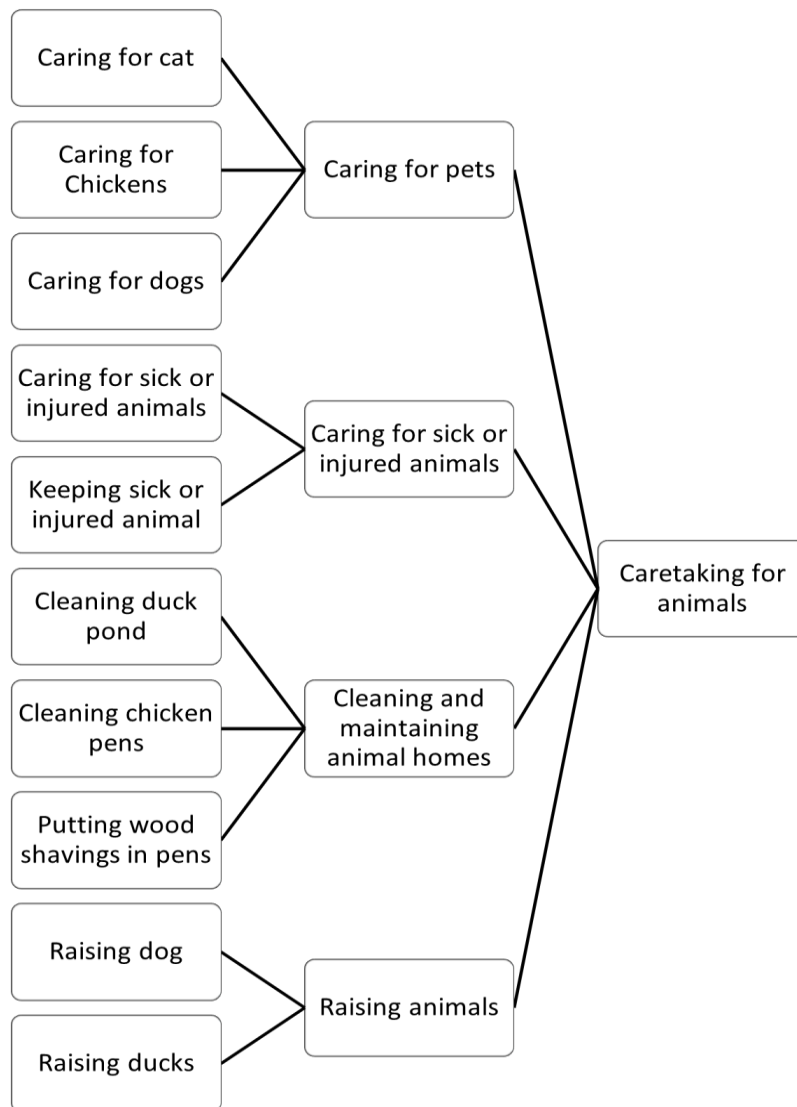 Caring for cat
Caring for
Chickens
Caring for pets
Caring for dogs
Caring for sick or
injured animals
Caring for sick or
injured animals
Keeping sick or
injured animal
Caretaking for
animals
Cleaning duck
pond
Cleaning chicken
pens
Cleaning and
maintaining
animal homes
Putting wood
shavings in pens
Raising dog
Raising animals
Raising ducks